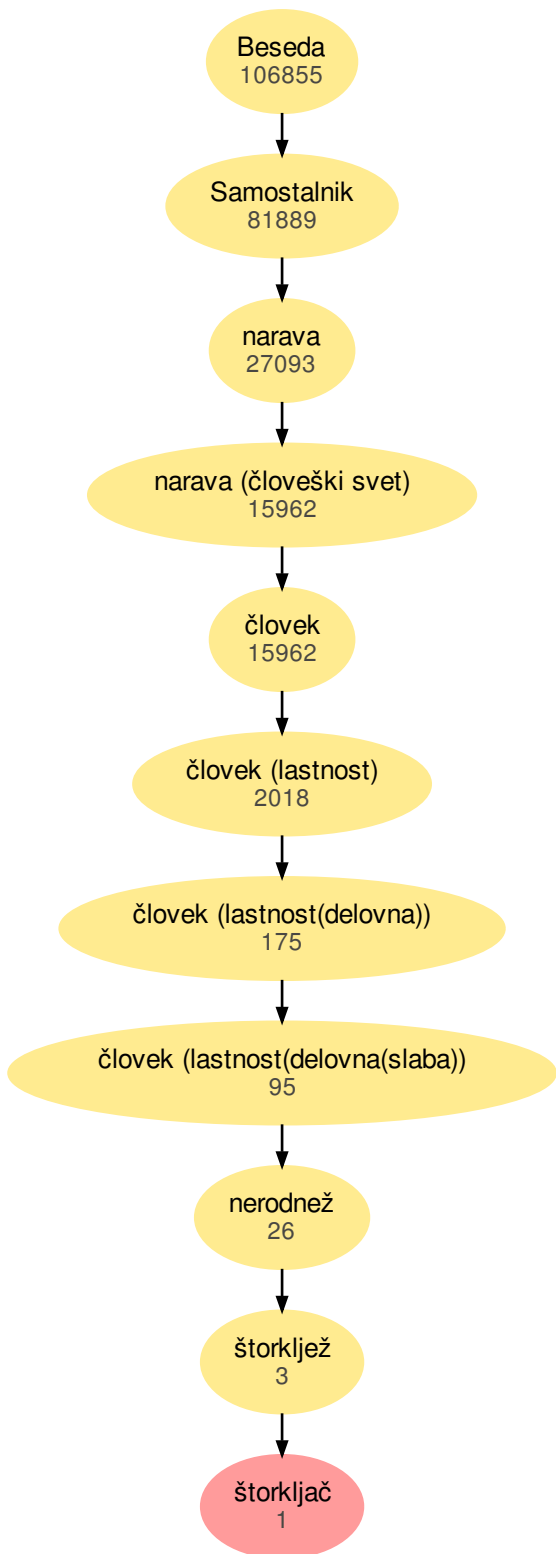 Beseda
106855
Samostalnik
81889
narava
27093
narava (človeški svet)
15962
človek
15962
človek (lastnost)
2018
človek (lastnost(delovna))
175
človek (lastnost(delovna(slaba))
95
nerodnež
26
štorkljež
3
štorkljač
1